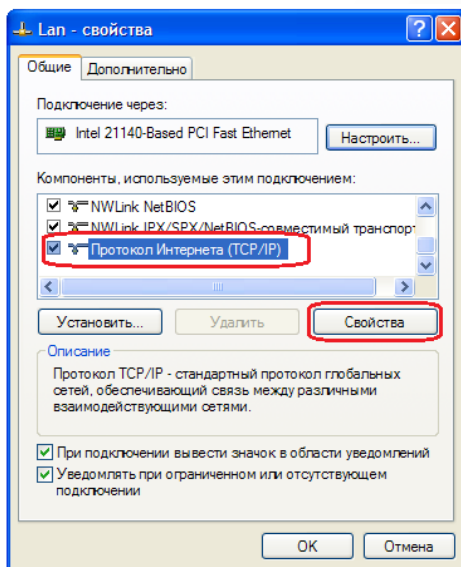 Lan - свойства
Общие
Дополнительно
Подключение через:
Intel 21140-Based PCI Fast Ethernet
Настроить...
Компоненты, используемые этим подключением:
NWLink NetBIOS
NWLink IPX/SPX/NetBIOS-совместимый транспорт
Протокол Интернета (TCP/IP)
Установить...
Удалить
Свойства
Описание
Протокол TCP/IP - стандартный протокол глобальных
сетей, обеспечивающий связь между различными
взаимодействующими сетями.
При подключении вывести значок в области уведомлений
Уведомлять при ограниченном или отсутствующем
подключении
OK
Отмена